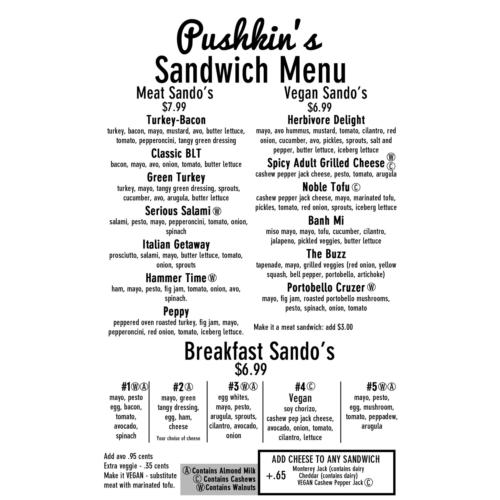 Pushkin's
Sandwich Menu
Meat Sando's
$7.99
Turkey-Bacon
turkey, bacon, mayo, mustard, avo, butter lettuce,
tomato, pepperoncini, tangy green dressing
Classic BLT
bacon, mayo, avo, onion, tomato, butter lettuce
Green Turkey
turkey, mayo, tangy green dressing, sprouts,
cucumber, avo, arugula, butter lettuce
Serious Salami Ⓦ
salami, pesto, mayo, pepperoncini, tomato, onion,
spinach
Italian Getaway
prosciutto, salami, mayo, butter lettuce, tomato,
onion, sprouts
Hammer Time Ⓦ
ham, mayo, pesto, fig jam, tomato, onion, avo,
spinach.
Peppy
peppered oven roasted turkey, fig jam, mayo,
pepperoncini, red onion, tomato, iceberg lettuce.
Vegan Sando's
$6.99
Herbivore Delight
mayo, avo hummus, mustard, tomato, cilantro, red
onion, cucumber, avo, pickles, sprouts, salt and
pepper, butter lettuce, iceberg lettuce
Spicy Adult Grilled Cheese Ⓦ Ⓒ
cashew pepper jack cheese, pesto, tomato, arugula
Noble Tofu Ⓒ
cashew pepper jack cheese, mayo, marinated tofu,
pickles, tomato, red onion, sprouts, iceberg lettuce
Banh Mi
miso mayo, mayo, tofu, cucumber, cilantro,
jalapeno, pickled veggies, butter lettuce
The Buzz
tapenade, mayo, grilled veggies (red onion, yellow
squash, bell pepper, portobello, artichoke)
Portobello Cruzer Ⓦ
mayo, fig jam, roasted portobello mushrooms,
pesto, spinach, onion, tomato
Make it a meat sandwich: add $3.00
Breakfast Sando's
$6.99
#1ⓌⒶ
mayo, pesto
egg, bacon,
tomato,
avocado,
spinach
#2Ⓐ
mayo, green
tangy dressing,
egg, ham,
cheese
Your choice of cheese
#3ⓌⒶ
egg whites,
mayo, pesto,
arugula, sprouts,
cilantro, avocado,
onion
#4Ⓒ
Vegan
soy chorizo,
cashew pep jack cheese,
avocado, onion, tomato,
cilantro, lettuce
#5ⓌⒶ
mayo, pesto,
egg, mushroom,
tomato, peppadew,
arugula
Add avo .95 cents
Extra veggie - .35 cents
Make it VEGAN - substitute
meat with marinated tofu.
Ⓐ Contains Almond Milk
Ⓒ Contains Cashews
Ⓦ Contains Walnuts
ADD CHEESE TO ANY SANDWICH
+.65
Monterey Jack (contains dairy
Cheddar (contains dairy)
VEGAN Cashew Pepper Jack Ⓒ